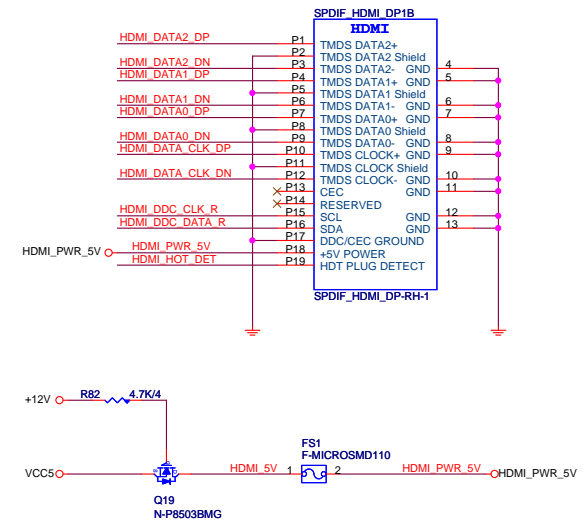 SPDIF_HDMI_DP1B
HDMI
HDMI_DATA2_DP P1 TMDS DATA2+
P2 TMDS DATA2 Shield
HDMI_DATA2_DN P3 TMDS DATA2- GND 4
HDMI_DATA1_DP P4 TMDS DATA1+ GND 5
P5 TMDS DATA1 Shield
HDMI_DATA1_DN P6 TMDS DATA1- GND 6
HDMI_DATA0_DP P7 TMDS DATA0+ GND 7
P8 TMDS DATA0 Shield
HDMI_DATA0_DN P9 TMDS DATA0- GND 8
HDMI_DATA_CLK_DP P10 TMDS CLOCK+ GND 9
P11 TMDS CLOCK Shield
HDMI_DATA_CLK_DN P12 TMDS CLOCK- GND 10
P13 CEC GND 11
P14 RESERVED
HDMI_DDC_CLK_R P15 SCL GND 12
HDMI_DDC_DATA_R P16 SDA GND 13
P17 DDC/CEC GROUND
HDMI_PWR_5V HDMI_PWR_5V P18 +5V POWER
HDMI_HOT_DET P19 HDT PLUG DETECT
SPDIF_HDMI_DP-RH-1
+12V R82 4.7K/4
FS1
F-MICROSMD110
VCC5 HDMI_5V 1 2 HDMI_PWR_5V HDMI_PWR_5V
Q19
N-P8503BMG